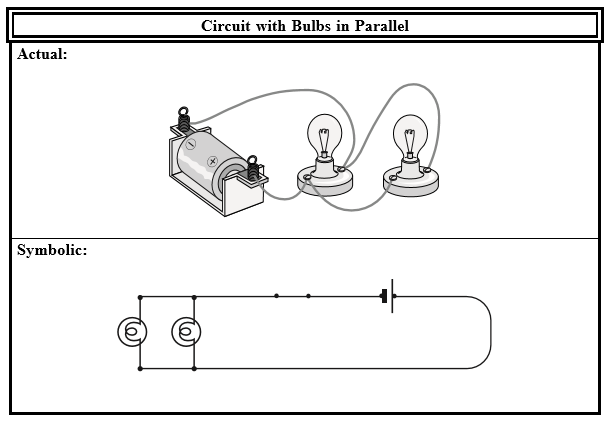 Circuit with Bulbs in Parallel
Actual:
Symbolic: